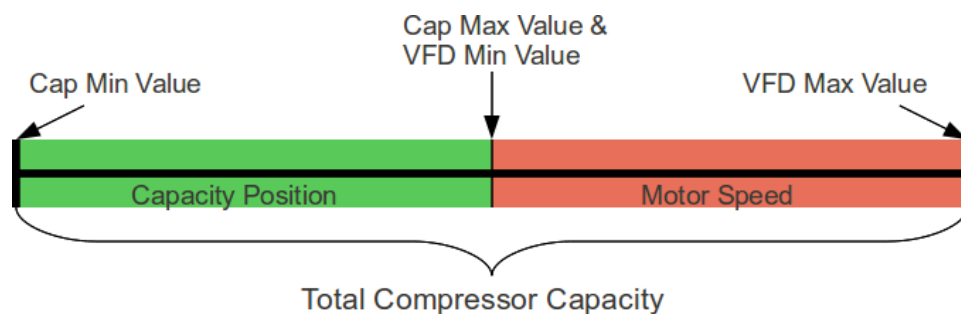 Cap Max Value &
VFD Min Value
Cap Min Value
VFD Max Value
Capacity Position
Motor Speed
Total Compressor Capacity